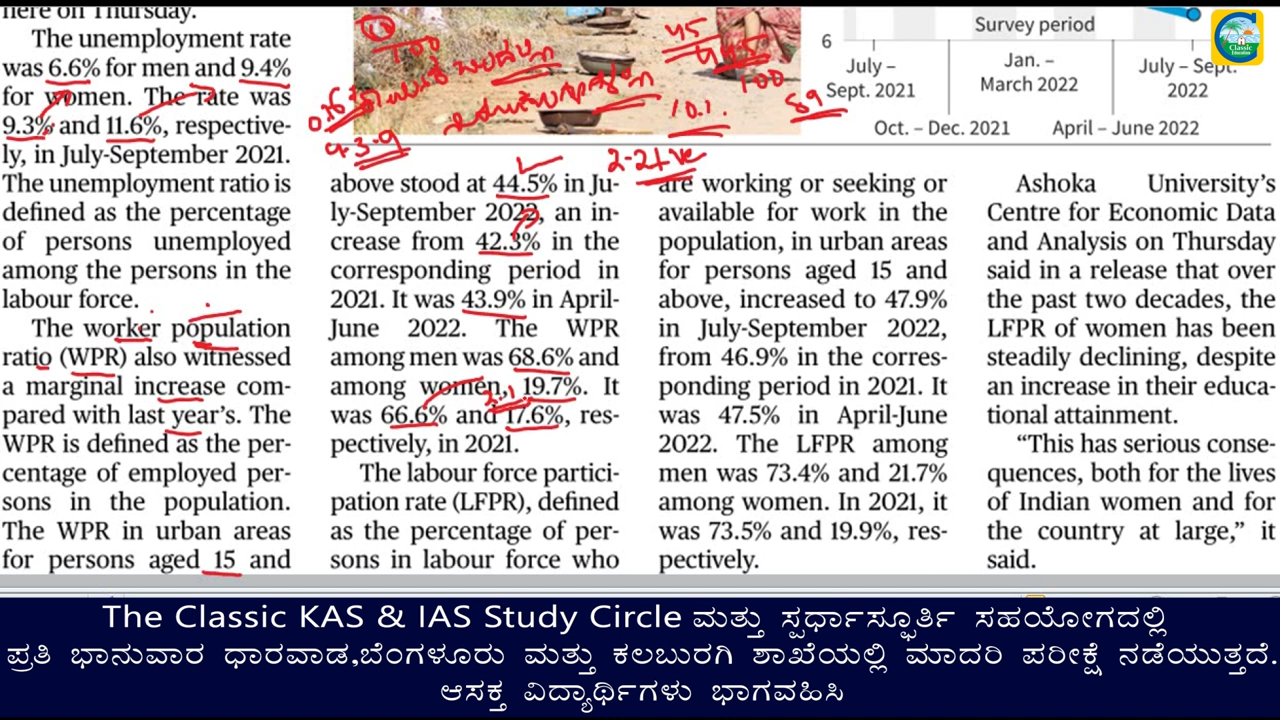 here on Thursday.
The unemployment rate
was 6.6% for men and 9.4%
for women. The rate was
9.3% and 11.6%, respective-
ly, in July-September 2021.
The unemployment ratio is
defined as the percentage
of persons unemployed
among the persons in the
labour force.
The worker population
ratio (WPR) also witnessed
a marginal increase com-
pared with last year's. The
WPR is defined as the per-
centage of employed per-
sons in the population.
The WPR in urban areas
for persons aged 15 and
above stood at 44.5% in Ju-
ly-September 2022, an in-
crease from 42.3% in the
corresponding period in
2021. It was 43.9% in April-
June 2022. The WPR
among men was 68.6% and
among women, 19.7%. It
was 66.6% and 17.6%, res-
pectively, in 2021.
The labour force partici-
pation rate (LFPR), defined
as the percentage of per-
sons in labour force who
are working or seeking or
available for work in the
population, in urban areas
for persons aged 15 and
above, increased to 47.9%
in July-September 2022,
from 46.9% in the corres-
ponding period in 2021. It
was 47.5% in April-June
2022. The LFPR among
men was 73.4% and 21.7%
among women. In 2021, it
was 73.5% and 19.9%, res-
pectively.
Survey period
6
July –
Sept. 2021
Jan. –
March 2022
July – Sept.
2022
Oct. – Dec. 2021
April – June 2022
Ashoka University's
Centre for Economic Data
and Analysis on Thursday
said in a release that over
the past two decades, the
LFPR of women has been
steadily declining, despite
an increase in their educa-
tional attainment.
"This has serious conse-
quences, both for the lives
of Indian women and for
the country at large," it
said.
100
45
44.5
100
10.1.
59
2-2+ve
Classic
Education
The Classic KAS & IAS Study Circle ಮತ್ತು ಸ್ಪರ್ಧಾಸ್ಫೂರ್ತಿ ಸಹಯೋಗದಲ್ಲಿ
ಪ್ರತಿ ಭಾನುವಾರ ಧಾರವಾಡ,ಬೆಂಗಳೂರು ಮತ್ತು ಕಲಬುರಗಿ ಶಾಖೆಯಲ್ಲಿ ಮಾದರಿ ಪರೀಕ್ಷೆ ನಡೆಯುತ್ತದೆ.
ಆಸಕ್ತ ವಿದ್ಯಾರ್ಥಿಗಳು ಭಾಗವಹಿಸಿ